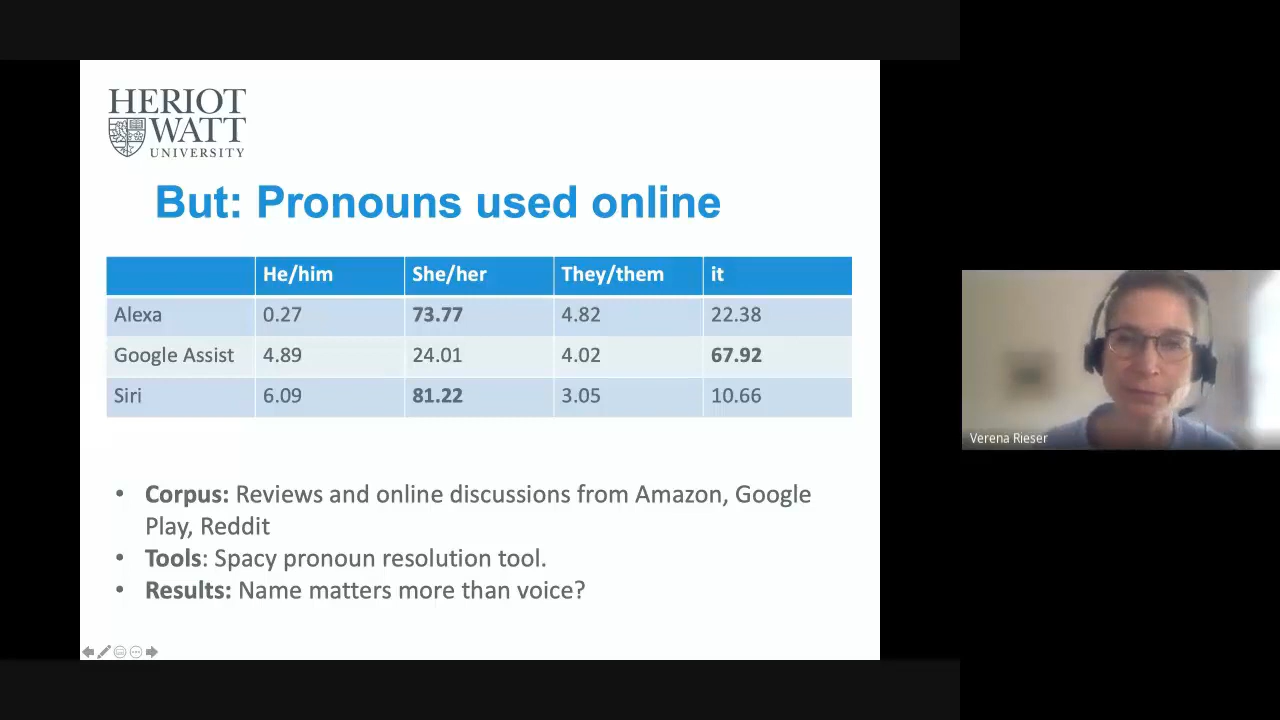 HERIOT
WATT
UNIVERSITY
But: Pronouns used online
He/him She/her They/them it
Alexa 0.27 73.77 4.82 22.38
Google Assist 4.89 24.01 4.02 67.92
Siri 6.09 81.22 3.05 10.66
• Corpus: Reviews and online discussions from Amazon, Google
Play, Reddit
• Tools: Spacy pronoun resolution tool.
• Results: Name matters more than voice?
Verena Rieser